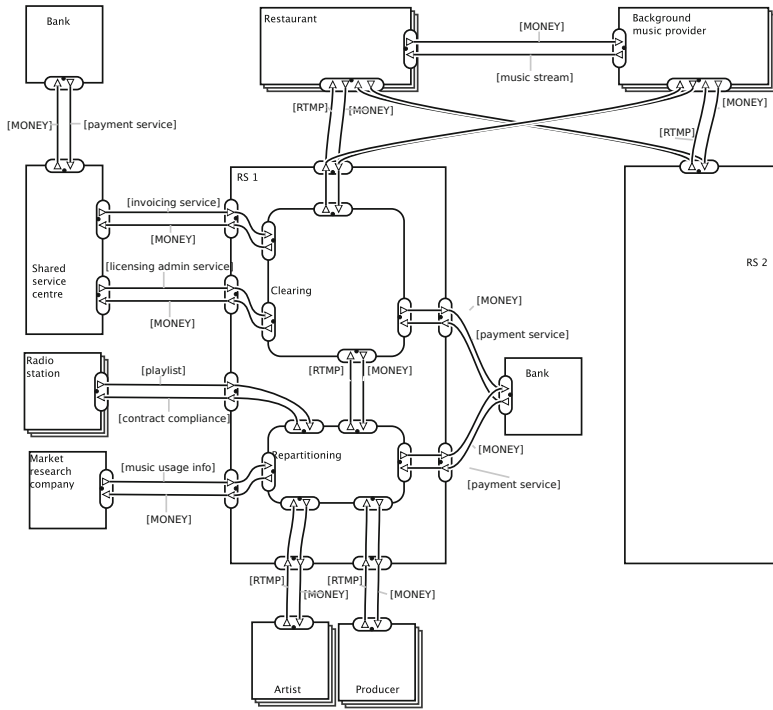 Bank
Restaurant
Background
music provider
[MONEY]
[music stream]
[RTMP]
[MONEY]
[MONEY]
[RTMP]
[MONEY]
[payment service]
RS 1
RS 2
[invoicing service]
[MONEY]
[licensing admin service]
[MONEY]
Shared
service
centre
Clearing
[MONEY]
[payment service]
Radio
station
[playlist]
[contract compliance]
[RTMP]
[MONEY]
Bank
Market
research
company
[music usage info]
[MONEY]
Repartitioning
[MONEY]
[payment service]
[RTMP]
[MONEY]
[RTMP]
[MONEY]
Artist
Producer